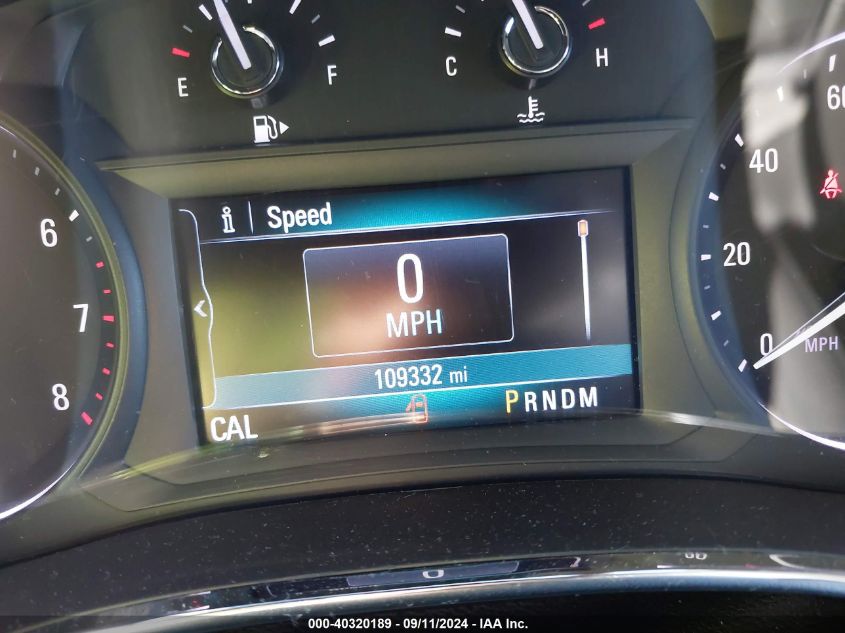 E F
C H
60
40
20
0 MPH
6
7
8
i Speed
0
MPH
109332 mi
CAL
PRNDM
000-40320189 - 09/11/2024 - IAA Inc.